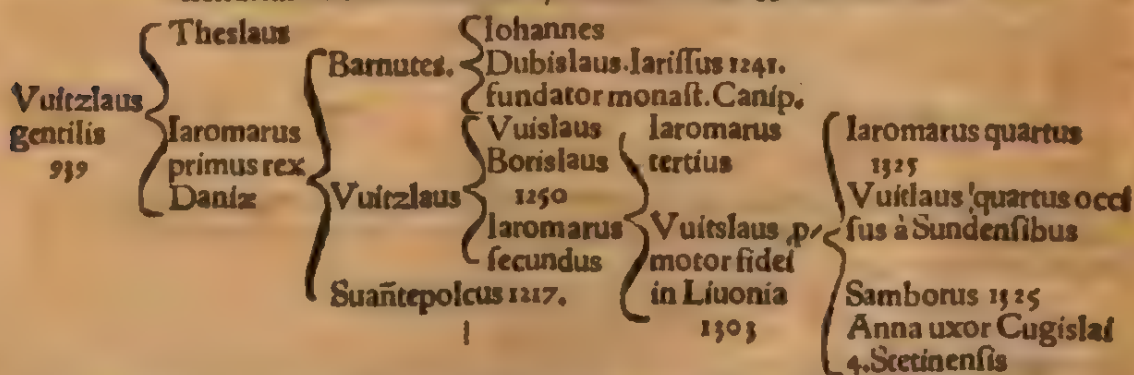 Theslaus
Vuitzlaus
gentilis
939
Iaromarus
primus rex
Daniæ
Barnutes.
Vuitzlaus
Suañtepolcus 1217.
Iohannes
Dubislaus.Iariſſus 1241.
fundator monaſt.Canip.
Vuislaus
Borislaus
1250
Iaromarus
ſecundus
Iaromarus
tertius
Vuitslaus ,p/
motor fidei
in Liuonia
1303
Iaromarus quartus
1325
Vuitlaus quartus occi
ſus à Sundenſibus
Samborus 1325
Anna uxor Cugislai
4.Stetinenſis